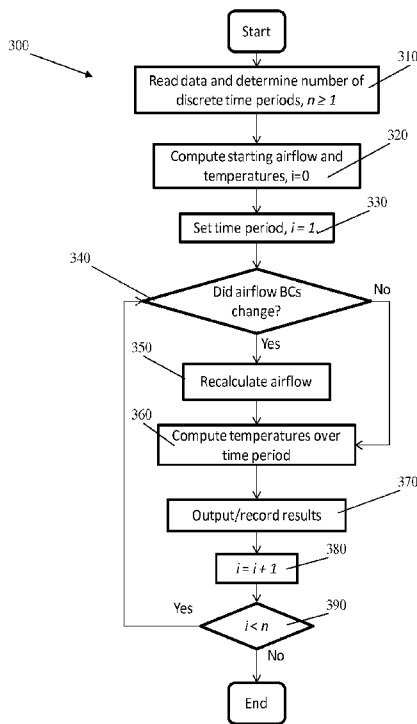 Start
300
310
Read data and determine number of
discrete time periods, n ≥ 1
320
Compute starting airflow and
temperatures, i=0
330
Set time period, i = 1
340
Did airflow BCs
change?
No
Yes
350
Recalculate airflow
360
Compute temperatures over
time period
370
Output/record results
380
i = i + 1
Yes
390
i < n
No
End